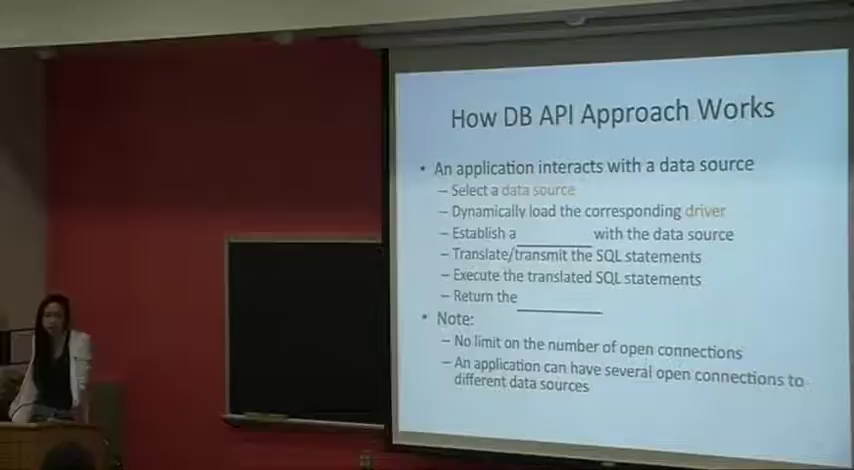 How DB API Approach Works
• An application interacts with a data source
– Select a data source
– Dynamically load the corresponding driver
– Establish a ________ with the data source
– Translate/transmit the SQL statements
– Execute the translated SQL statements
– Return the ________
• Note:
– No limit on the number of open connections
– An application can have several open connections to
different data sources